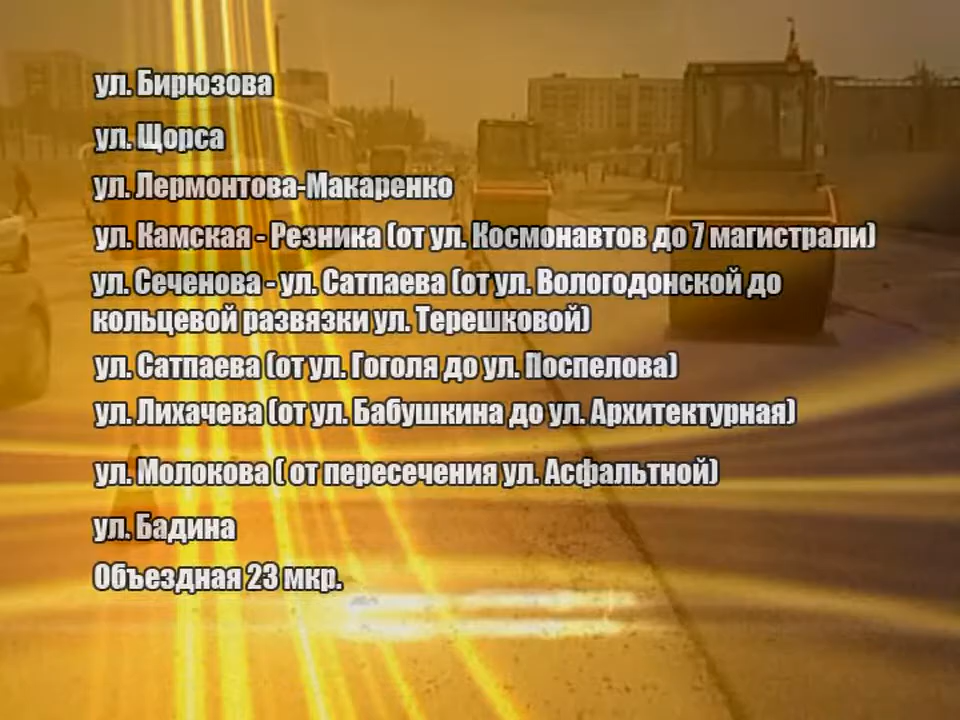 ул. Бирюзова
ул. Щорса
ул. Лермонтова-Макаренко
ул. Камская - Резника (от ул. Космонавтов до 7 магистрали)
ул. Сеченова - ул. Сатпаева (от ул. Вологодонской до
кольцевой развязки ул. Терешковой)
ул. Сатпаева (от ул. Гоголя до ул. Поспелова)
ул. Лихачева (от ул. Бабушкина до ул. Архитектурная)
ул. Молокова ( от пересечения ул. Асфальтной)
ул. Бадина
Объездная 23 мкр.